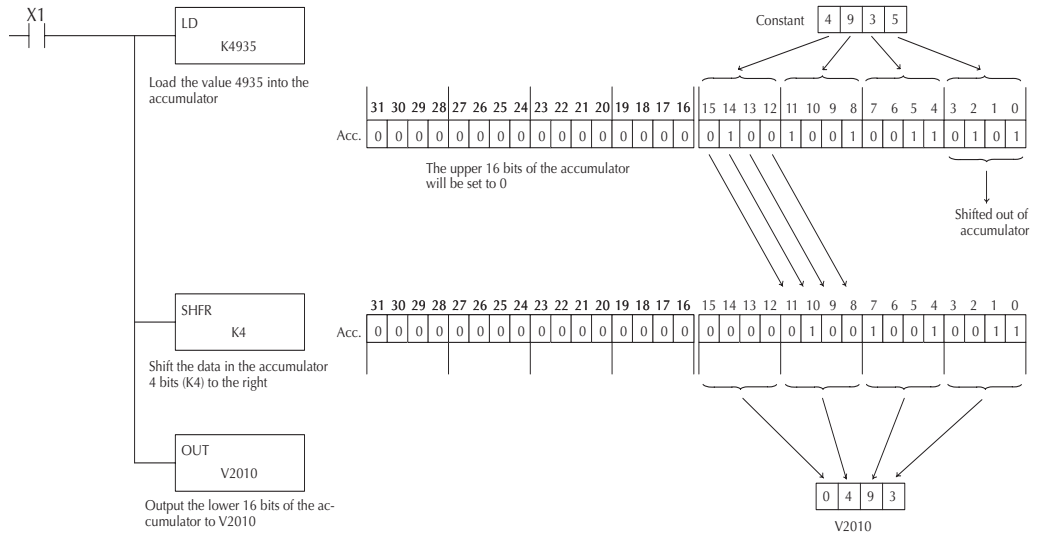 X1
LD
K4935
Load the value 4935 into the
accumulator
Constant 4 9 3 5
31 30 29 28 27 26 25 24 23 22 21 20 19 18 17 16 15 14 13 12 11 10 9 8 7 6 5 4 3 2 1 0
Acc. 0 0 0 0 0 0 0 0 0 0 0 0 0 0 0 0 0 1 0 0 1 0 0 1 0 0 1 1 0 1 0 1
The upper 16 bits of the accumulator
will be set to 0
Shifted out of
accumulator
SHFR
K4
Shift the data in the accumulator
4 bits (K4) to the right
31 30 29 28 27 26 25 24 23 22 21 20 19 18 17 16 15 14 13 12 11 10 9 8 7 6 5 4 3 2 1 0
Acc. 0 0 0 0 0 0 0 0 0 0 0 0 0 0 0 0 0 0 0 0 0 1 0 0 1 0 0 1 0 0 1 1
OUT
V2010
Output the lower 16 bits of the ac-
cumulator to V2010
0 4 9 3
V2010